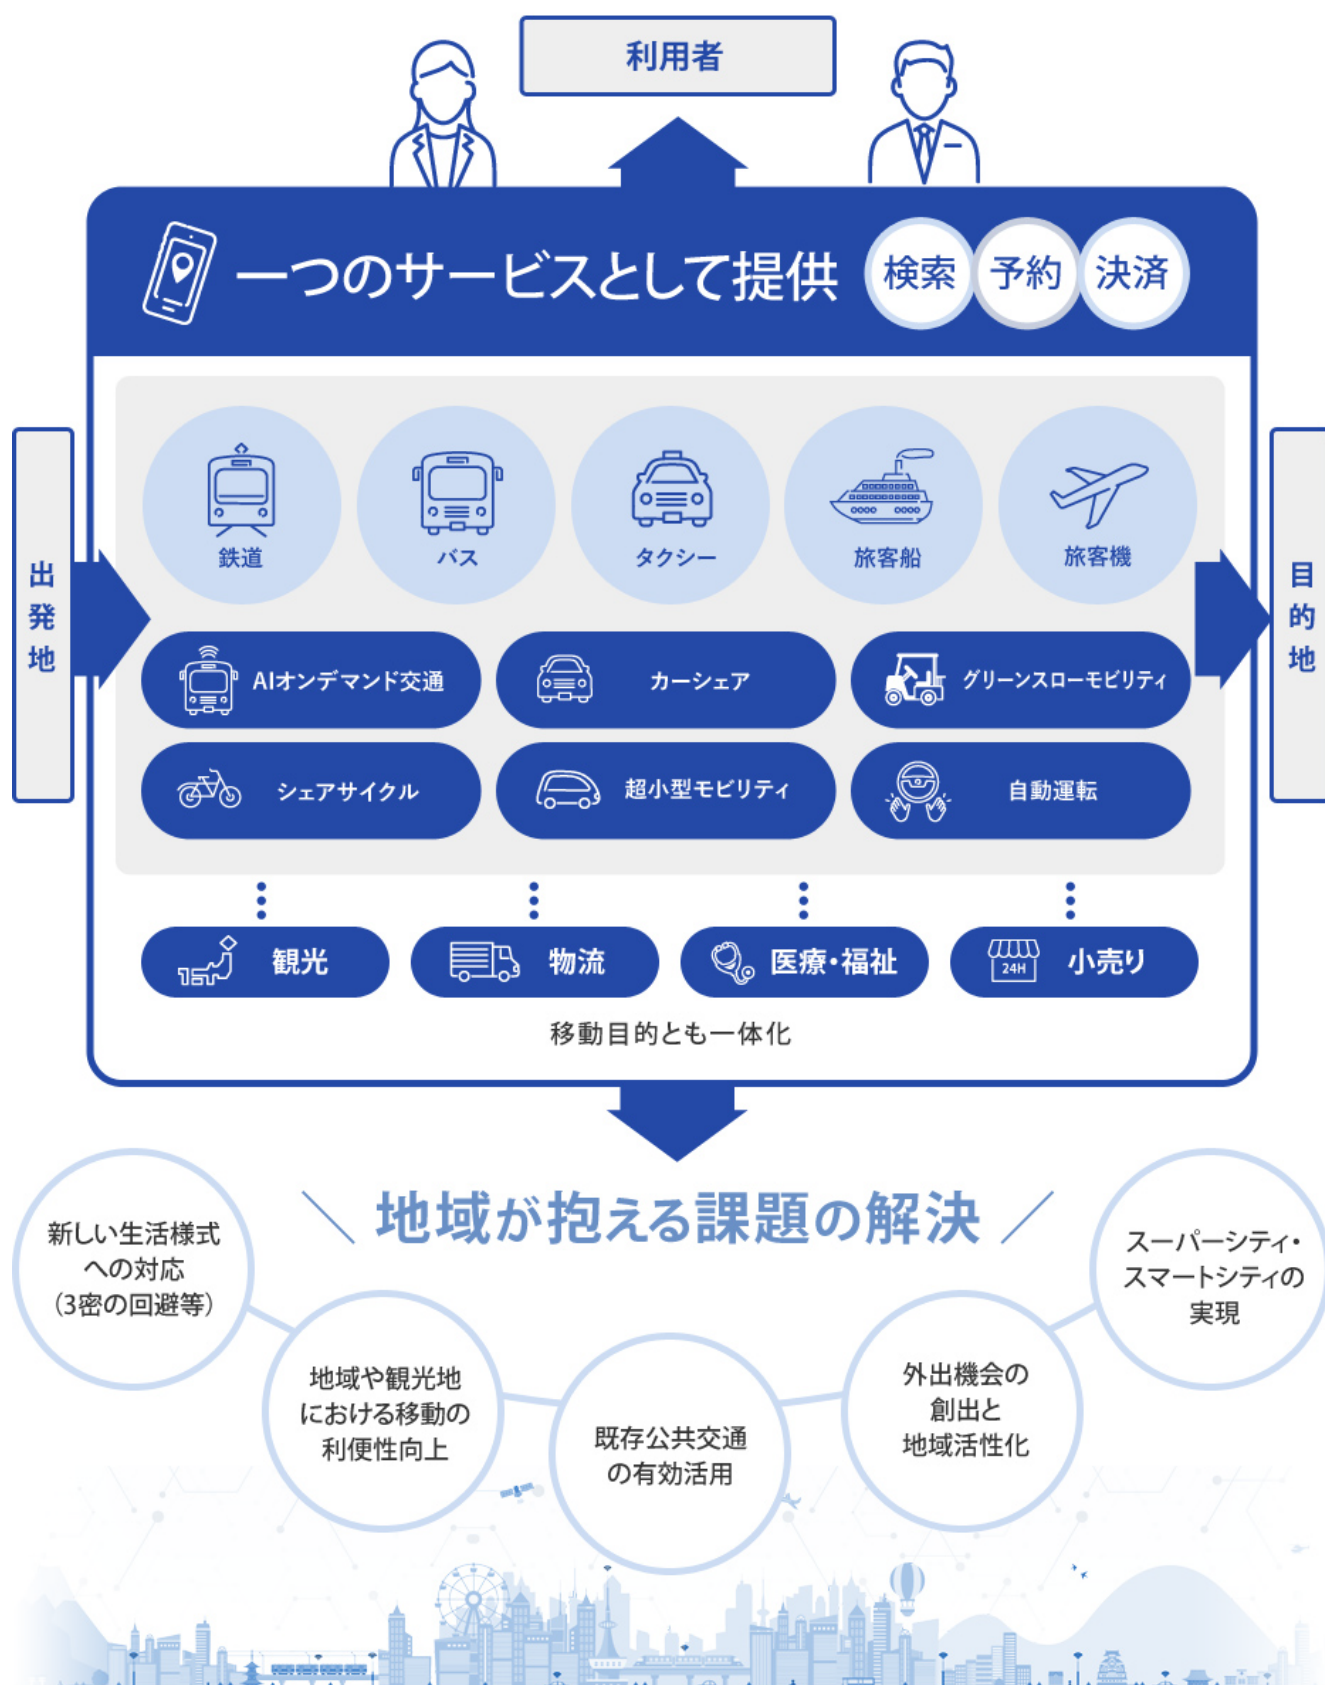 利用者
一つのサービスとして提供
検索
予約
決済
出発地
目的地
鉄道
バス
タクシー
旅客船
旅客機
AIオンデマンド交通
カーシェア
グリーンスローモビリティ
シェアサイクル
超小型モビリティ
自動運転
観光
物流
医療・福祉
24H
小売り
移動目的とも一体化
地域が抱える課題の解決
新しい生活様式
への対応
（3密の回避等）
地域や観光地
における移動の
利便性向上
既存公共交通
の有効活用
外出機会の
創出と
地域活性化
スーパーシティ・
スマートシティの
実現